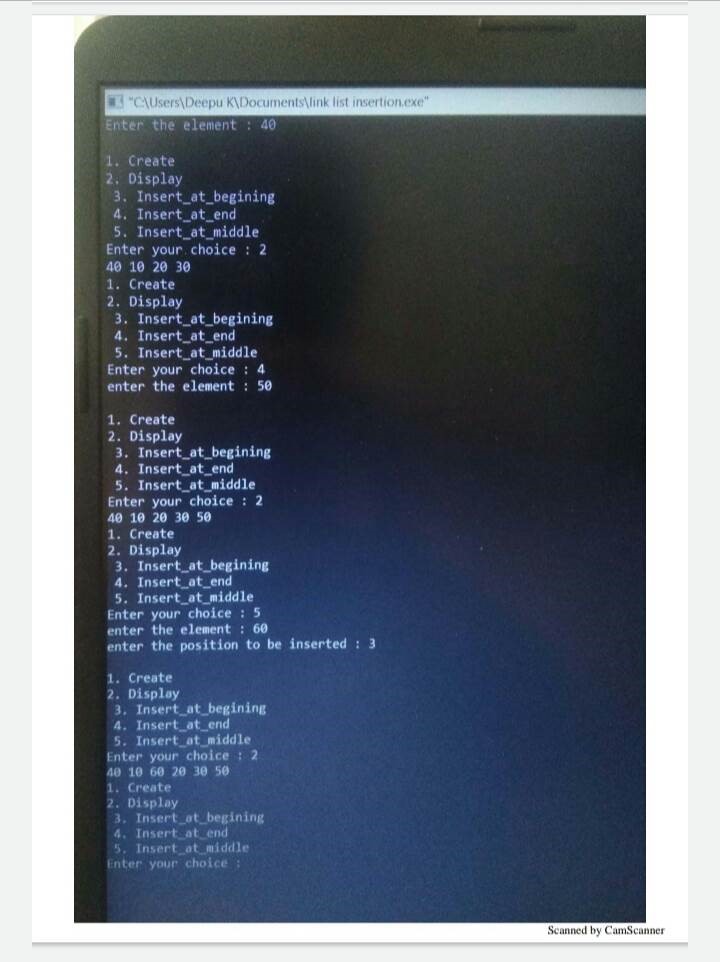 "C:\Users\Deepu K\Documents\link list insertion.exe"
Enter the element : 40
1. Create
2. Display
3. Insert_at_begining
4. Insert_at_end
5. Insert_at_middle
Enter your choice : 2
40 10 20 30
1. Create
2. Display
3. Insert_at_begining
4. Insert_at_end
5. Insert_at_middle
Enter your choice : 4
enter the element : 50
1. Create
2. Display
3. Insert_at_begining
4. Insert_at_end
5. Insert_at_middle
Enter your choice : 2
40 10 20 30 50
1. Create
2. Display
3. Insert_at_begining
4. Insert_at_end
5. Insert_at_middle
Enter your choice : 5
enter the element : 60
enter the position to be inserted : 3
1. Create
2. Display
3. Insert_at_begining
4. Insert_at_end
5. Insert_at_middle
Enter your choice : 2
40 10 60 20 30 50
1. Create
2. Display
3. Insert_at_begining
4. Insert_at_end
5. Insert_at_middle
Enter your choice :
Scanned by CamScanner